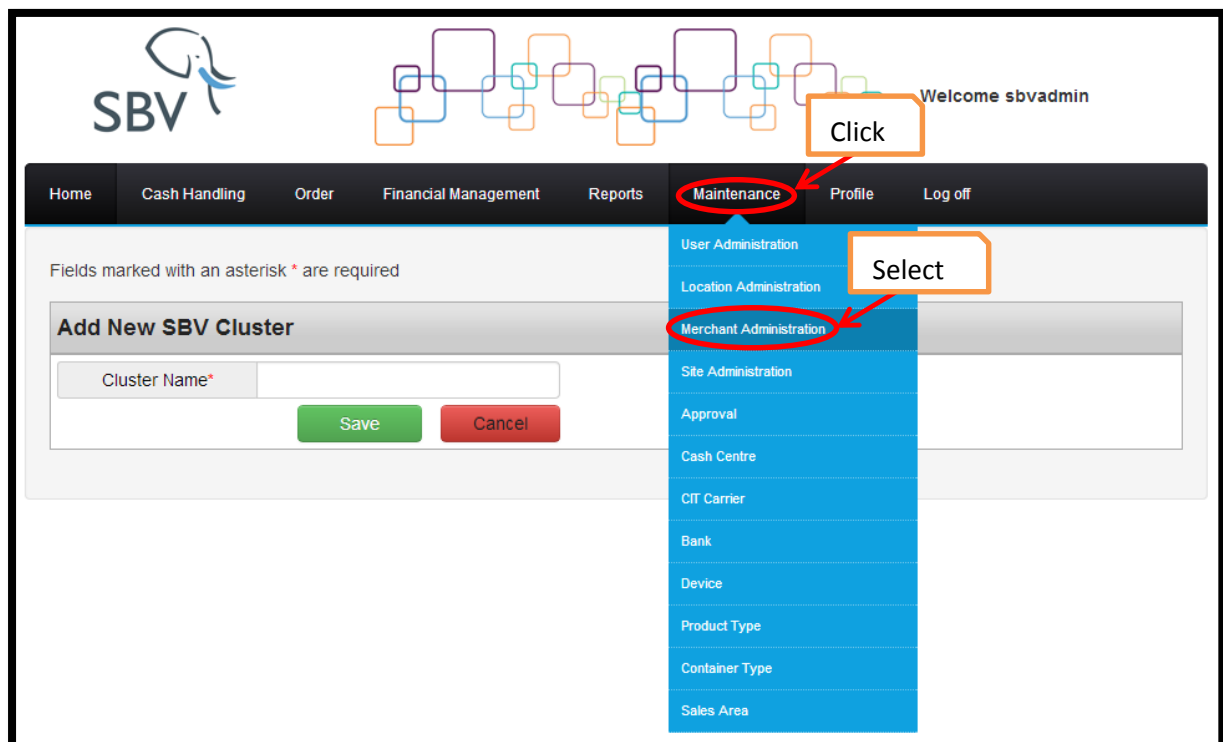 SBV
Welcome sbvadmin
Click
Home Cash Handling Order Financial Management Reports Maintenance Profile Log off
User Administration
Select
Fields marked with an asterisk * are required
Location Administration
Add New SBV Cluster
Merchant Administration
Cluster Name*
Site Administration
Save Cancel
Approval
Cash Centre
CIT Carrier
Bank
Device
Product Type
Container Type
Sales Area